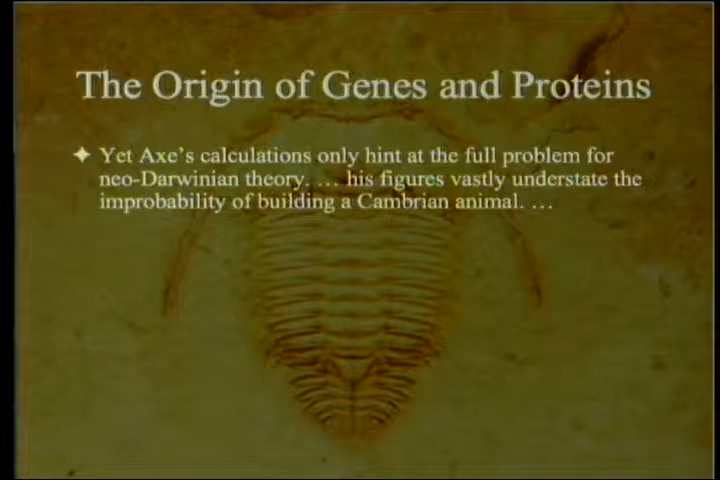 The Origin of Genes and Proteins
Yet Axe's calculations only hint at the full problem for
neo-Darwinian theory. … his figures vastly understate the
improbability of building a Cambrian animal. …